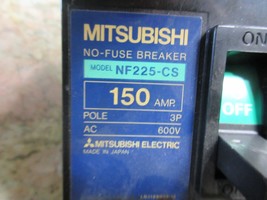 ON
MITSUBISHI
NO-FUSE BREAKER
MODEL NF225-CS
150 AMP.
OFF
POLE 3P
AC 600V
MITSUBISHI ELECTRIC
MADE IN JAPAN